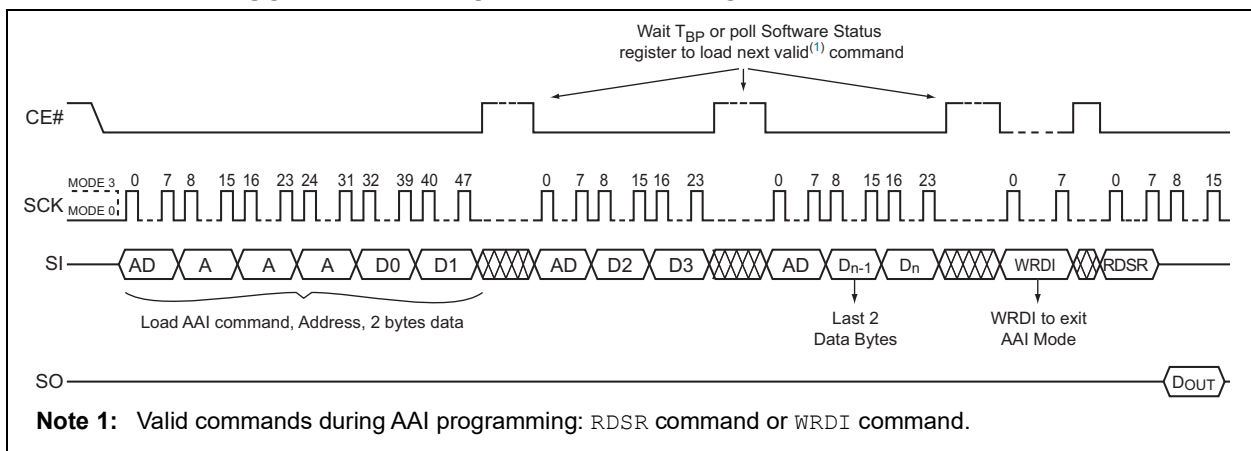 Wait TBP or poll Software Status
register to load next valid(1) command
CE#
MODE 3 0 7 8 15 16 23 24 31 32 39 40 47 0 7 8 15 16 23 0 7 8 15 16 23 0 7 0 7 8 15
SCK MODE 0
SI AD A A A D0 D1 AD D2 D3 AD Dn-1 Dn WRDI RDSR
Load AAI command, Address, 2 bytes data
Last 2
Data Bytes
WRDI to exit
AAI Mode
SO DOUT
Note 1: Valid commands during AAI programming: RDSR command or WRDI command.